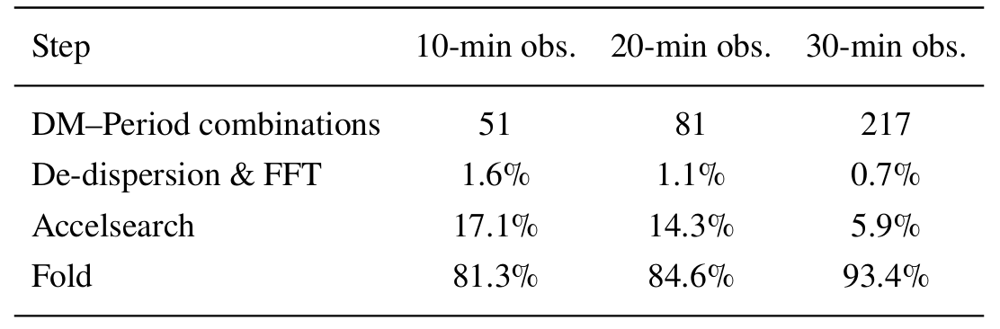 Step 10-min obs. 20-min obs. 30-min obs.
DM–Period combinations 51 81 217
De-dispersion & FFT 1.6% 1.1% 0.7%
Accelsearch 17.1% 14.3% 5.9%
Fold 81.3% 84.6% 93.4%